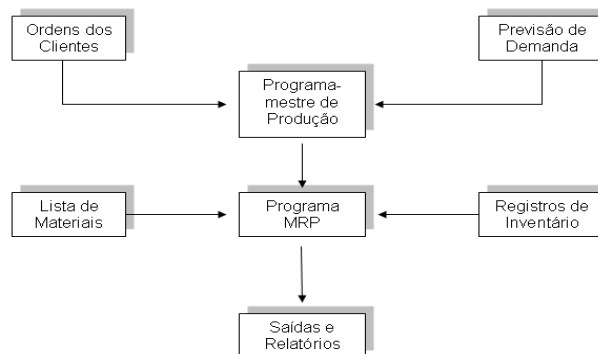 Ordens dos
Clientes
Previsão de
Demanda
Programa-
mestre de
Produção
Lista de
Materiais
Programa
MRP
Registros de
Inventário
Saídas e
Relatórios